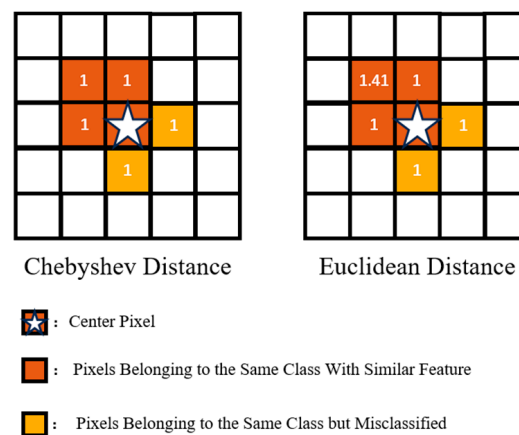 1 1 1.41 1
1 1 1 1
1 1
Chebyshev Distance Euclidean Distance
: Center Pixel
: Pixels Belonging to the Same Class With Similar Feature
: Pixels Belonging to the Same Class but Misclassified